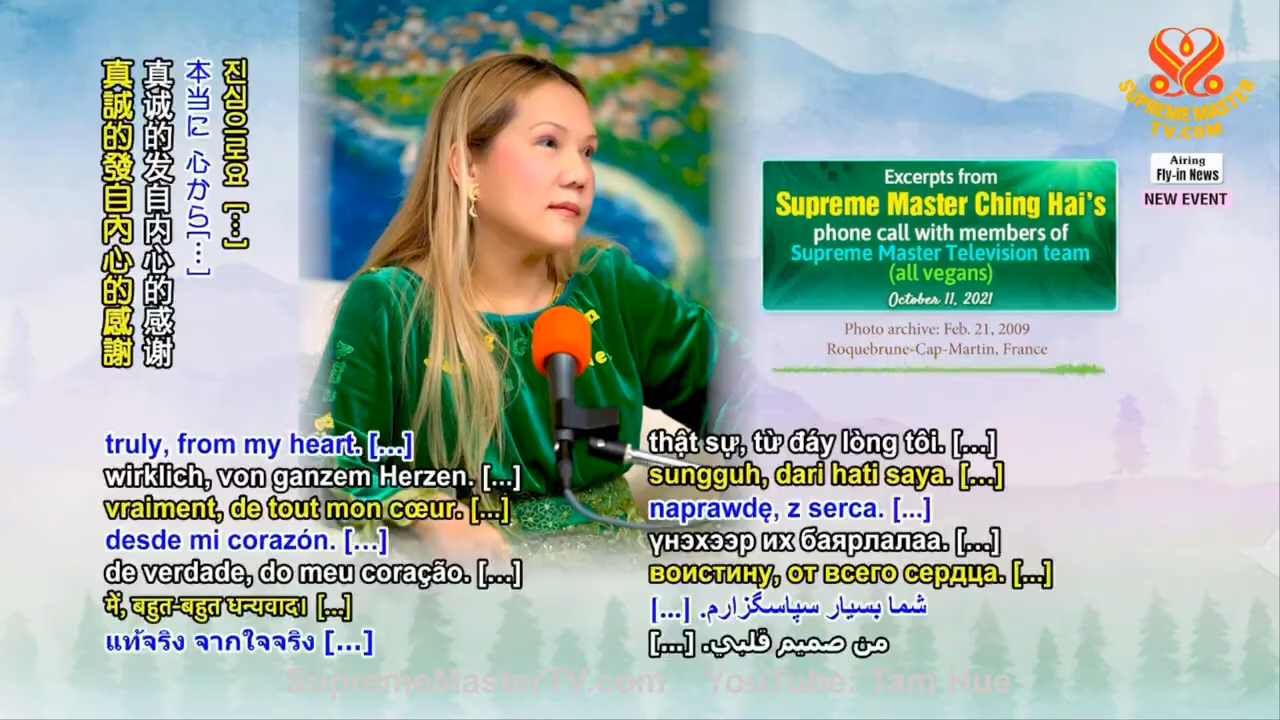 真誠的發自內心的感謝
真诚的发自内心的感谢
本当に 心から[…]
진심으로요 […]
SUPREME MASTER
TV.COM
Airing
Fly-in News
NEW EVENT
Excerpts from
Supreme Master Ching Hai's
phone call with members of
Supreme Master Television team
(all vegans)
October 11, 2021
Photo archive: Feb. 21, 2009
Roquebrune-Cap-Martin, France
truly, from my heart. [...]
wirklich, von ganzem Herzen. [...]
vraiment, de tout mon cœur. [...]
desde mi corazón. [...]
de verdade, do meu coração. [...]
में, बहुत-बहुत धन्यवाद। [...]
แท้จริง จากใจจริง [...]
thật sự, từ đáy lòng tôi. [...]
sungguh, dari hati saya. [...]
naprawdę, z serca. [...]
үнэхээр их баярлалаа. [...]
воистину, от всего сердца. [...]
شما بسیار سپاسگزارم. [...]
من صميم قلبي. [...]
SupremeMasterTV.com YouTube: Tam Hue